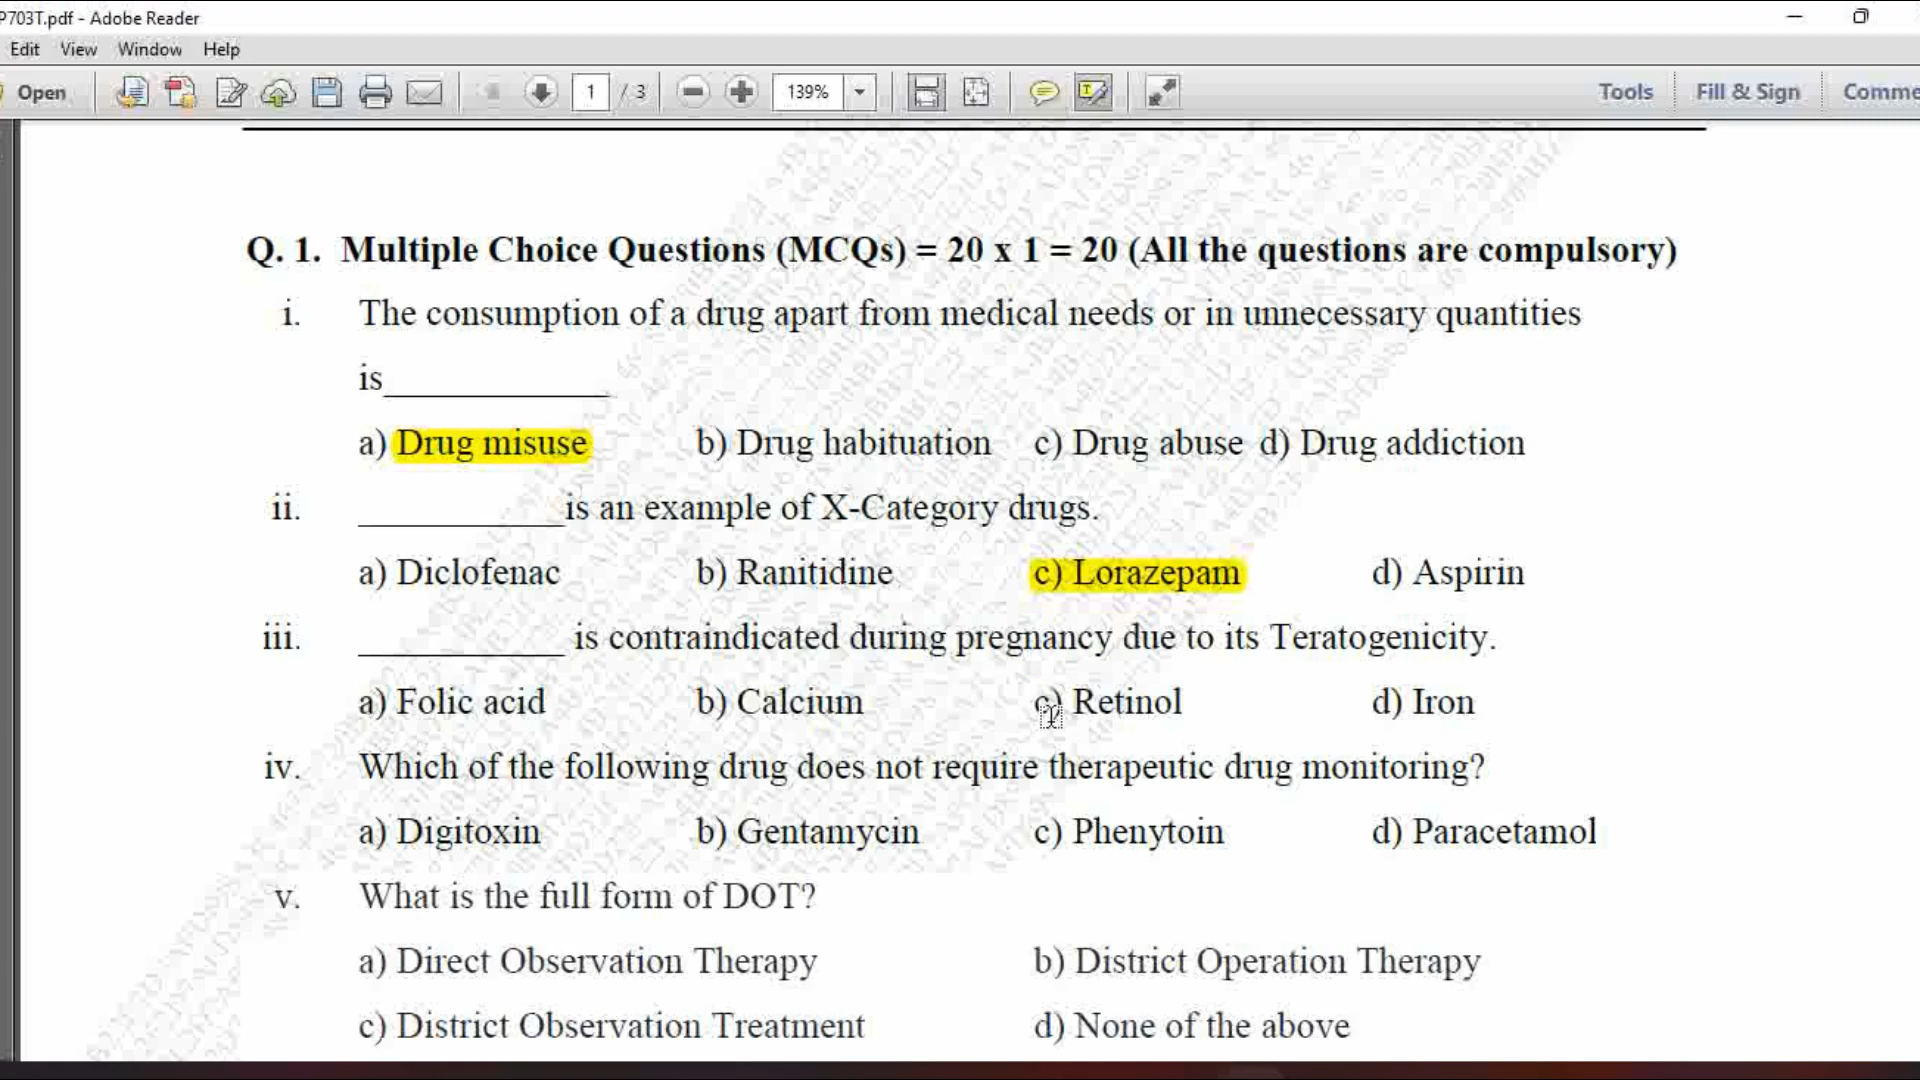 P703T.pdf - Adobe Reader
Edit View Window Help
Open 1 / 3 139% Tools Fill & Sign Comme
Q. 1. Multiple Choice Questions (MCQs) = 20 x 1 = 20 (All the questions are compulsory)
i. The consumption of a drug apart from medical needs or in unnecessary quantities
is____________
a) Drug misuse b) Drug habituation c) Drug abuse d) Drug addiction
ii. ___________is an example of X-Category drugs.
a) Diclofenac b) Ranitidine c) Lorazepam d) Aspirin
iii. ___________ is contraindicated during pregnancy due to its Teratogenicity.
a) Folic acid b) Calcium c) Retinol d) Iron
iv. Which of the following drug does not require therapeutic drug monitoring?
a) Digitoxin b) Gentamycin c) Phenytoin d) Paracetamol
v. What is the full form of DOT?
a) Direct Observation Therapy b) District Operation Therapy
c) District Observation Treatment d) None of the above